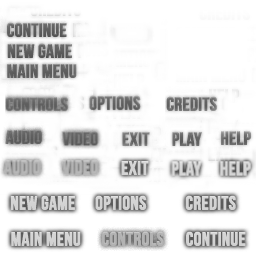 CONTINUE
NEW GAME
MAIN MENU
CONTROLS OPTIONS CREDITS
AUDIO VIDEO EXIT PLAY HELP
AUDIO VIDEO EXIT PLAY HELP
NEW GAME OPTIONS CREDITS
MAIN MENU CONTROLS CONTINUE